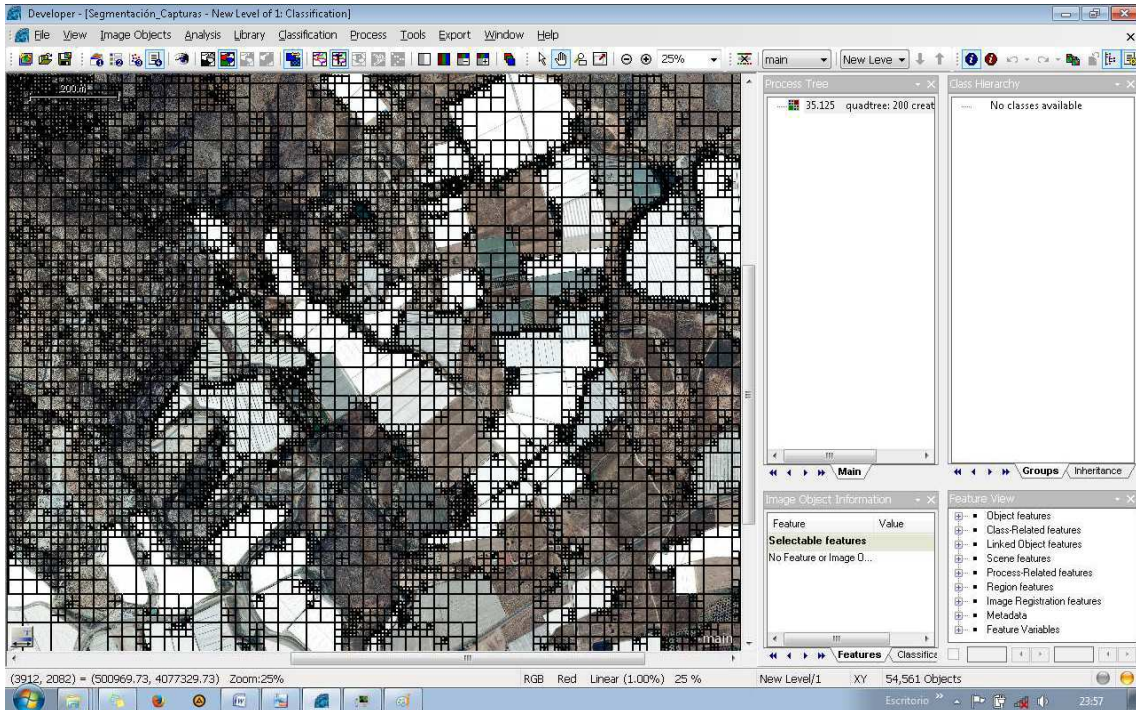 Developer - [Segmentación_Capturas - New Level of 1: Classification]
File View Image Objects Analysis Library Classification Process Tools Export Window Help
25% main New Leve
200 m
main
Process Tree
35.125 quadtree: 200 creat
Main
Class Hierarchy
No classes available
Groups Inheritance
Image Object Information
Feature Value
Selectable features
No Feature or Image O...
Features Classifica
Feature View
Object features
Class-Related features
Linked Object features
Scene features
Process-Related features
Region features
Image Registration features
Metadata
Feature Variables
(3912, 2082) = (500969.73, 4077329.73) Zoom:25% RGB Red Linear (1.00%) 25 % New Level/1 XY 54,561 Objects
Escritorio 23:57